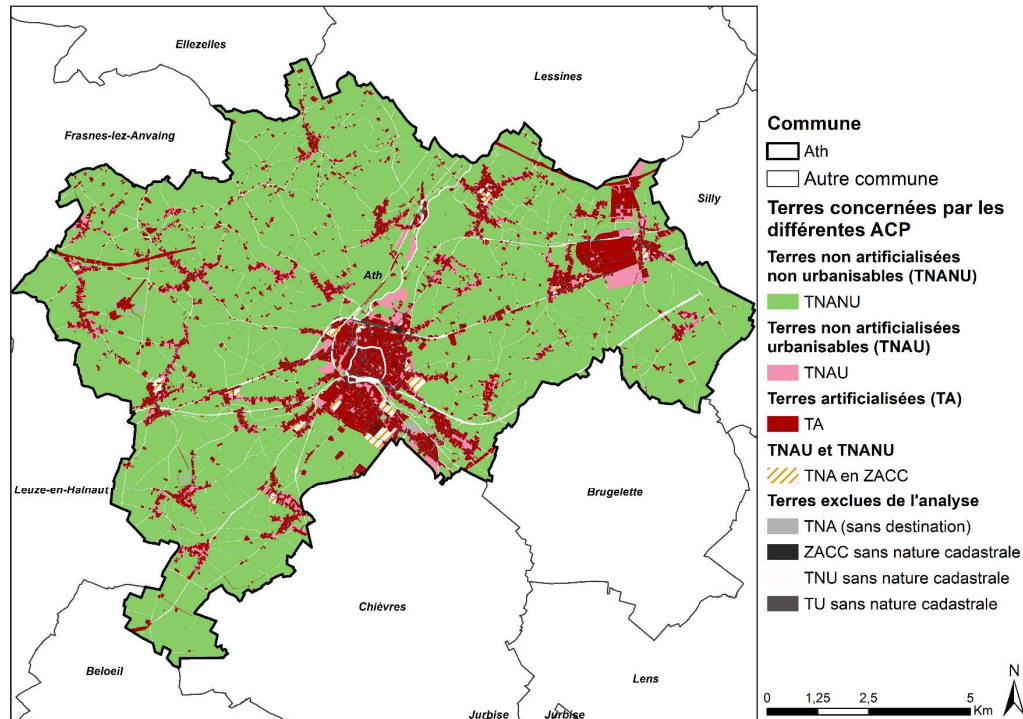 Ellezelles
Lessines
Frasnes-lez-Anvaing
Silly
Ath
Leuze-en-Hainaut
Brugelette
Chièvres
Beloeil
Lens
Jurbise
Jurbise
Commune
Ath
Autre commune
Terres concernées par les
différentes ACP
Terres non artificialisées
non urbanisables (TNANU)
TNANU
Terres non artificialisées
urbanisables (TNAU)
TNAU
Terres artificialisées (TA)
TA
TNAU et TNANU
TNA en ZACC
Terres exclues de l'analyse
TNA (sans destination)
ZACC sans nature cadastrale
TNU sans nature cadastrale
TU sans nature cadastrale
N
0 1,25 2,5 5
Km